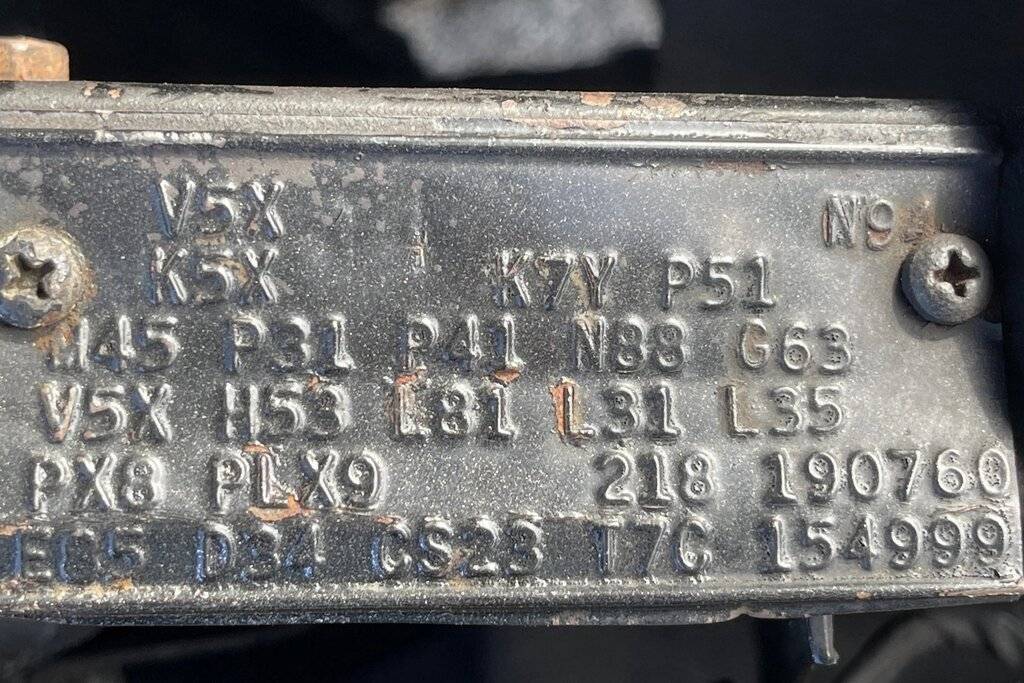 V5X N9
K5X K7Y P51
M45 P31 P41 N88 G63
V5X H53 L81 L31 L35
PX8 PLX9 218 190760
E85 D34 CS23 T7C 154999